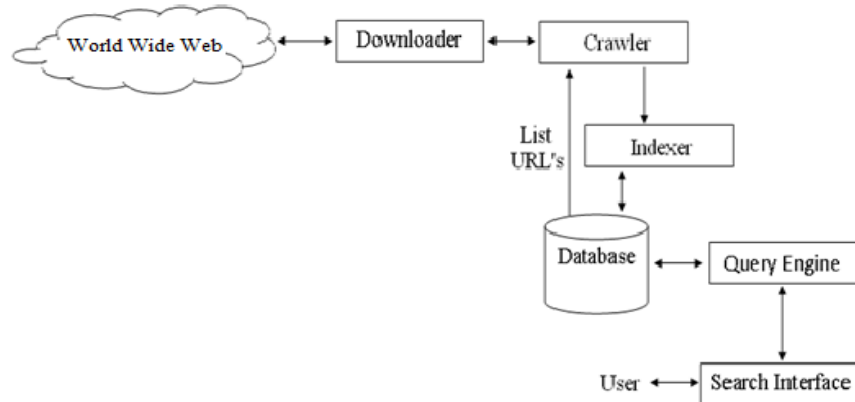 World Wide Web
Downloader
Crawler
List
URL"s
Indexer
Database
Query Engine
User
Search Interface